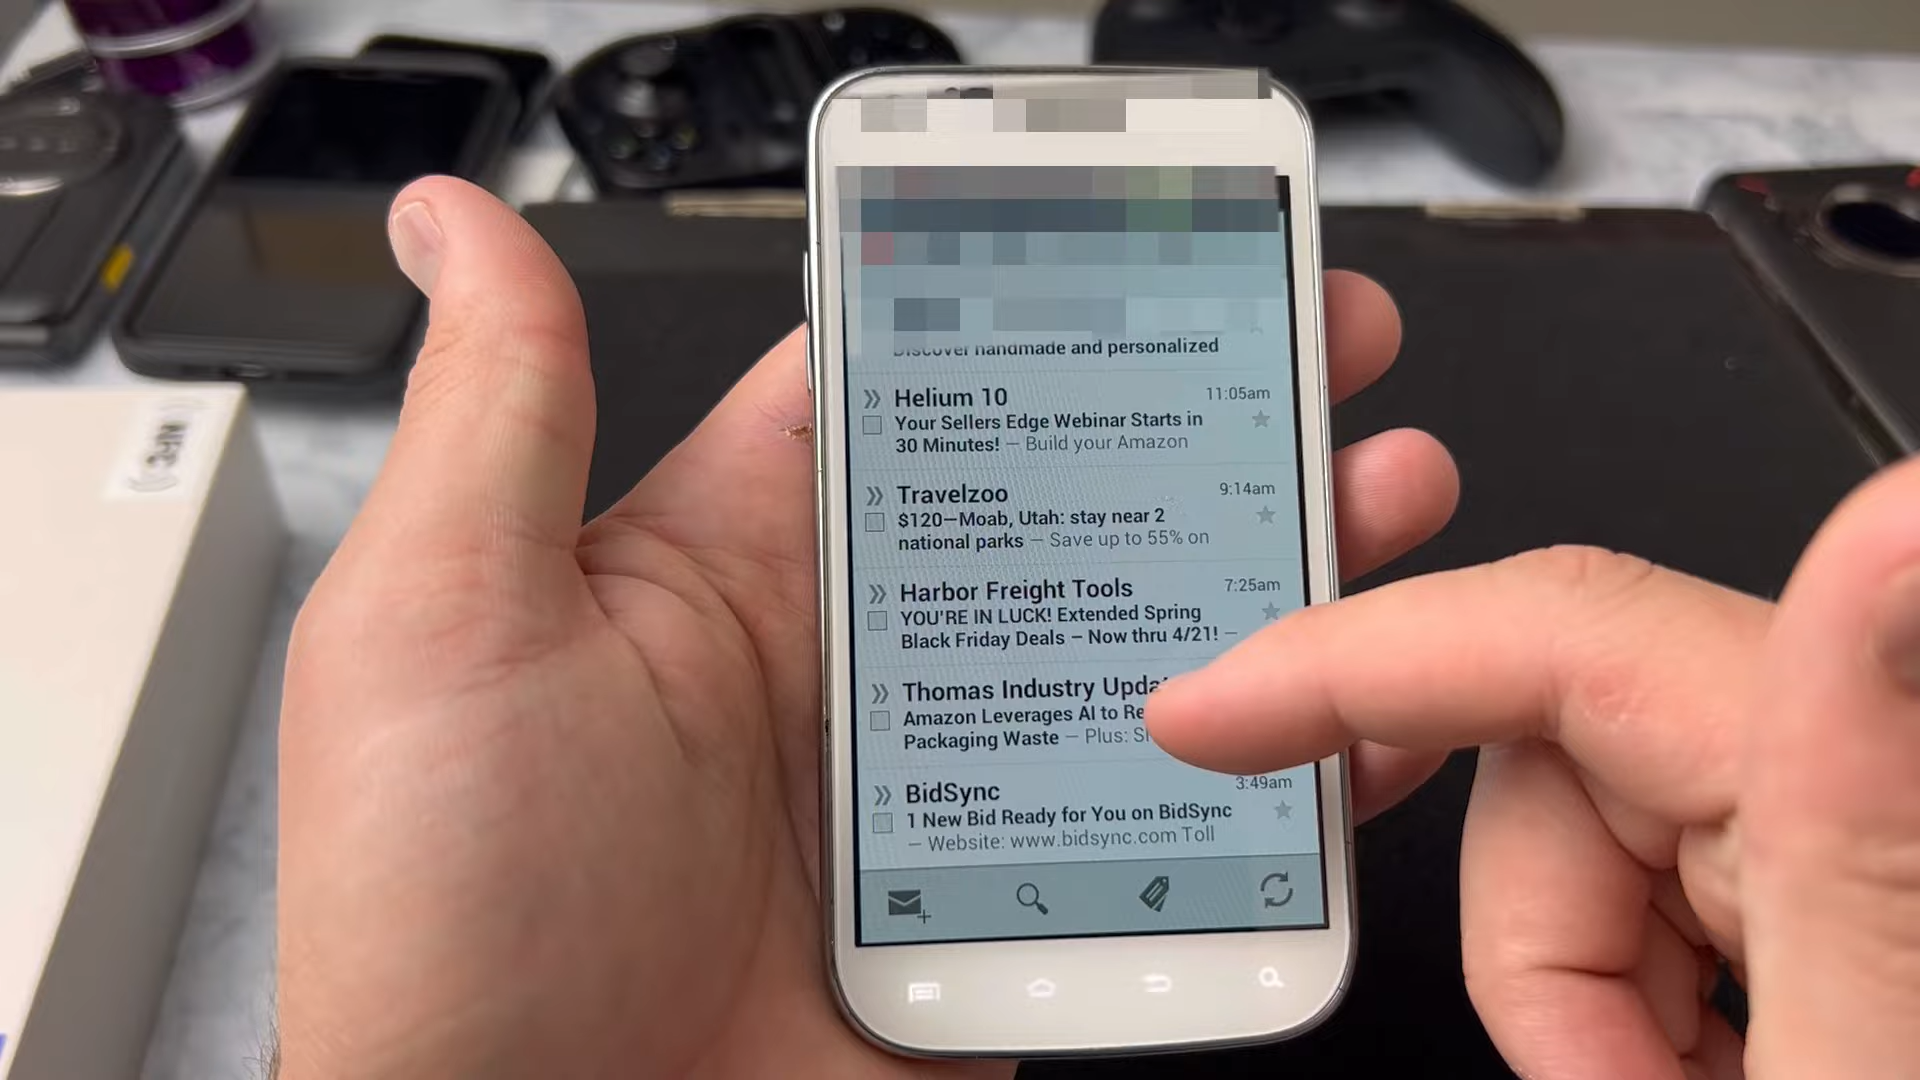 Discover handmade and personalized
Helium 10
11:05am
Your Sellers Edge Webinar Starts in
30 Minutes! — Build your Amazon
Travelzoo
9:14am
$120—Moab, Utah: stay near 2
national parks — Save up to 55% on
Harbor Freight Tools
7:25am
YOU'RE IN LUCK! Extended Spring
Black Friday Deals – Now thru 4/21! —
Thomas Industry Upda
Amazon Leverages AI to Re
Packaging Waste — Plus:
BidSync
3:49am
1 New Bid Ready for You on BidSync
— Website: www.bidsync.com Toll
NFC